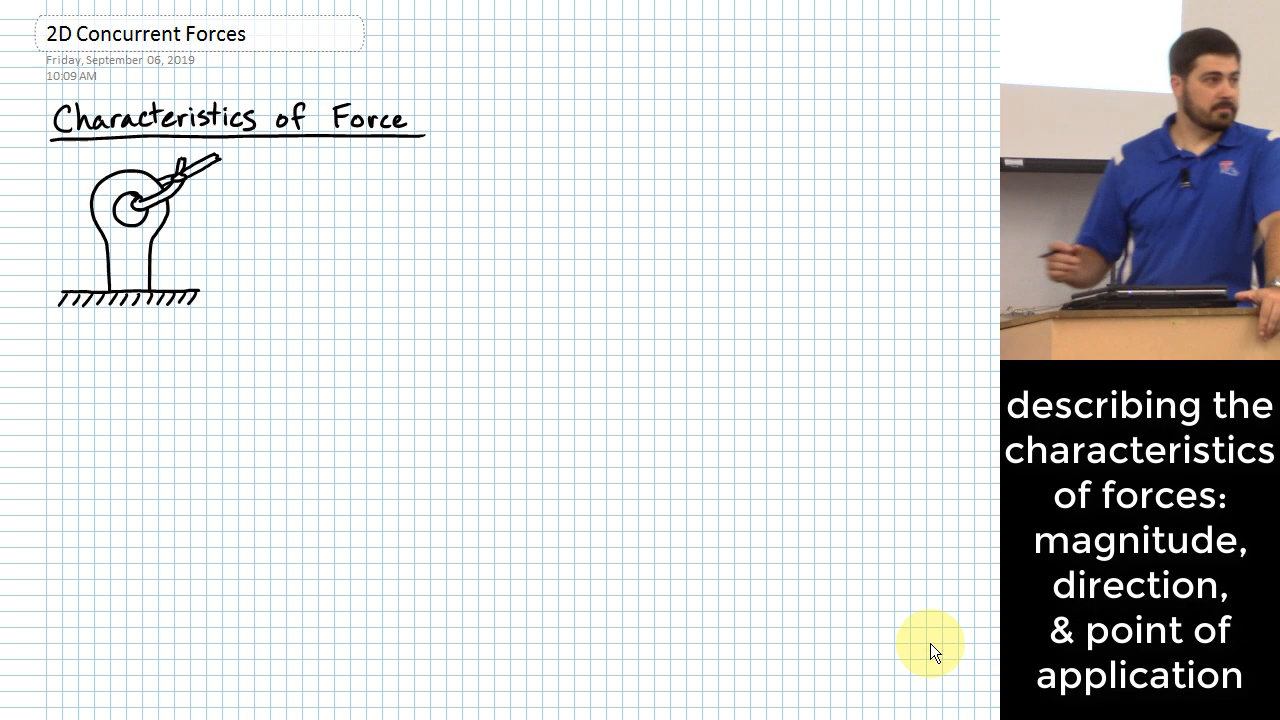 2D Concurrent Forces
Friday, September 06, 2019
10:09 AM
Characteristics of Force
describing the
characteristics
of forces:
magnitude,
direction,
& point of
application